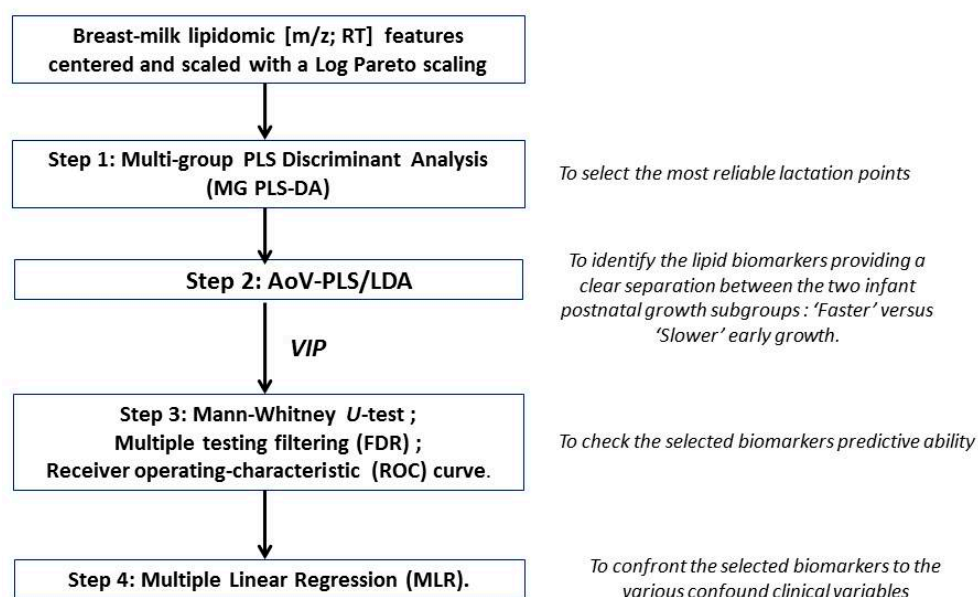 Breast-milk lipidomic [m/z; RT] features
centered and scaled with a Log Pareto scaling
Step 1: Multi-group PLS Discriminant Analysis
(MG PLS-DA)
To select the most reliable lactation points
Step 2: AoV-PLS/LDA
To identify the lipid biomarkers providing a
clear separation between the two infant
postnatal growth subgroups : ‘Faster’ versus
‘Slower’ early growth.
VIP
Step 3: Mann-Whitney U-test ;
Multiple testing filtering (FDR) ;
Receiver operating-characteristic (ROC) curve.
To check the selected biomarkers predictive ability
Step 4: Multiple Linear Regression (MLR).
To confront the selected biomarkers to the
various confound clinical variables